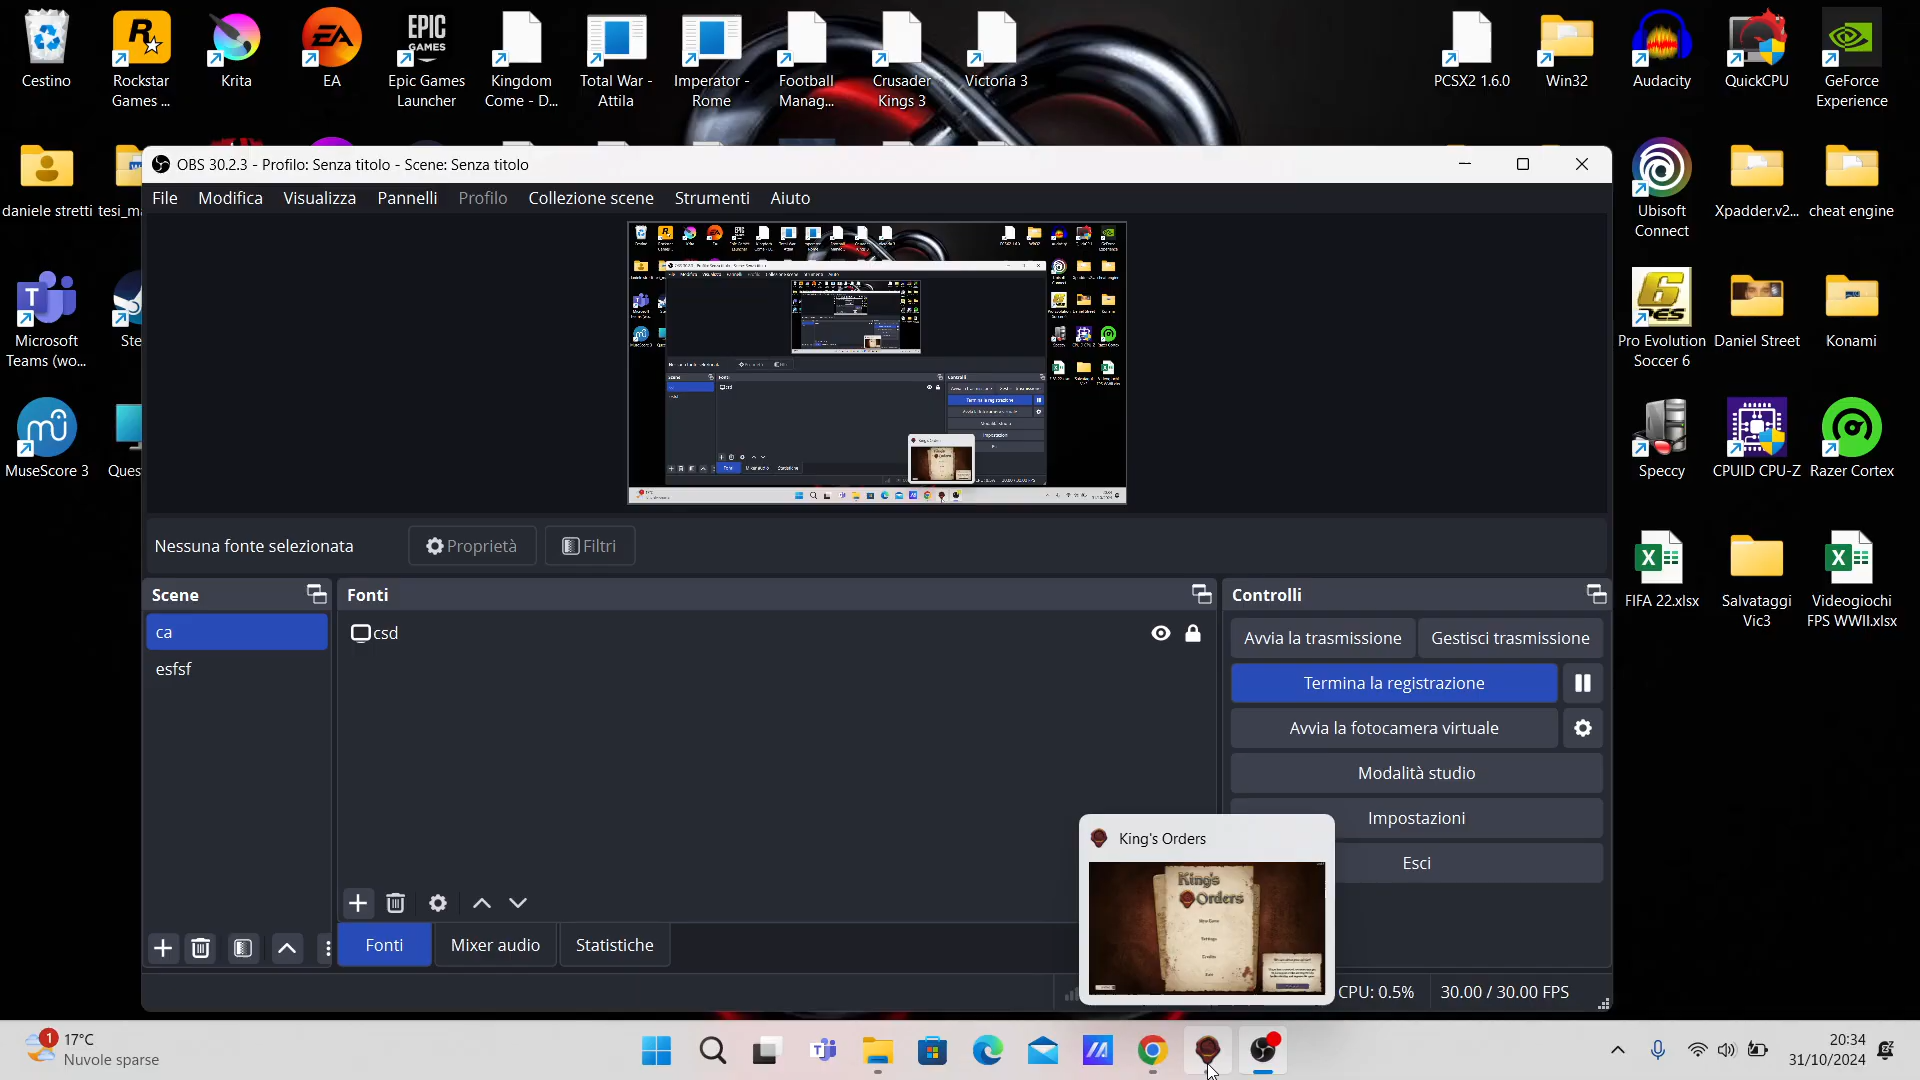 Cestino
Rockstar
Games ...
Krita
EA
Epic Games
Launcher
Kingdom
Come - D...
Total War -
Attila
Imperator -
Rome
Football
Manag...
Crusader
Kings 3
Victoria 3
PCSX2 1.6.0
Win32
Audacity
QuickCPU
GeForce
Experience
OBS 30.2.3 - Profilo: Senza titolo - Scene: Senza titolo
File
Modifica
Visualizza
Pannelli
Profilo
Collezione scene
Strumenti
Aiuto
daniele stretti
tesi_ma
Ubisoft
Connect
Xpadder.v2...
cheat engine
Microsoft
Teams (wo...
Ste
Pro Evolution
Soccer 6
Daniel Street
Konami
MuseScore 3
Ques
Speccy
CPUID CPU-Z
Razer Cortex
Nessuna fonte selezionata
Proprietà
Filtri
FIFA 22.xlsx
Salvataggi
Vic3
Videogiochi
FPS WWII.xlsx
Scene
ca
esfsf
Fonti
csd
Controlli
Avvia la trasmissione
Gestisci trasmissione
Termina la registrazione
Avvia la fotocamera virtuale
Modalità studio
Impostazioni
Esci
King's Orders
King's
Orders
New Game
Settings
Credits
Fonti
Mixer audio
Statistiche
CPU: 0.5%
30.00 / 30.00 FPS
1
17°C
Nuvole sparse
20:34
31/10/2024